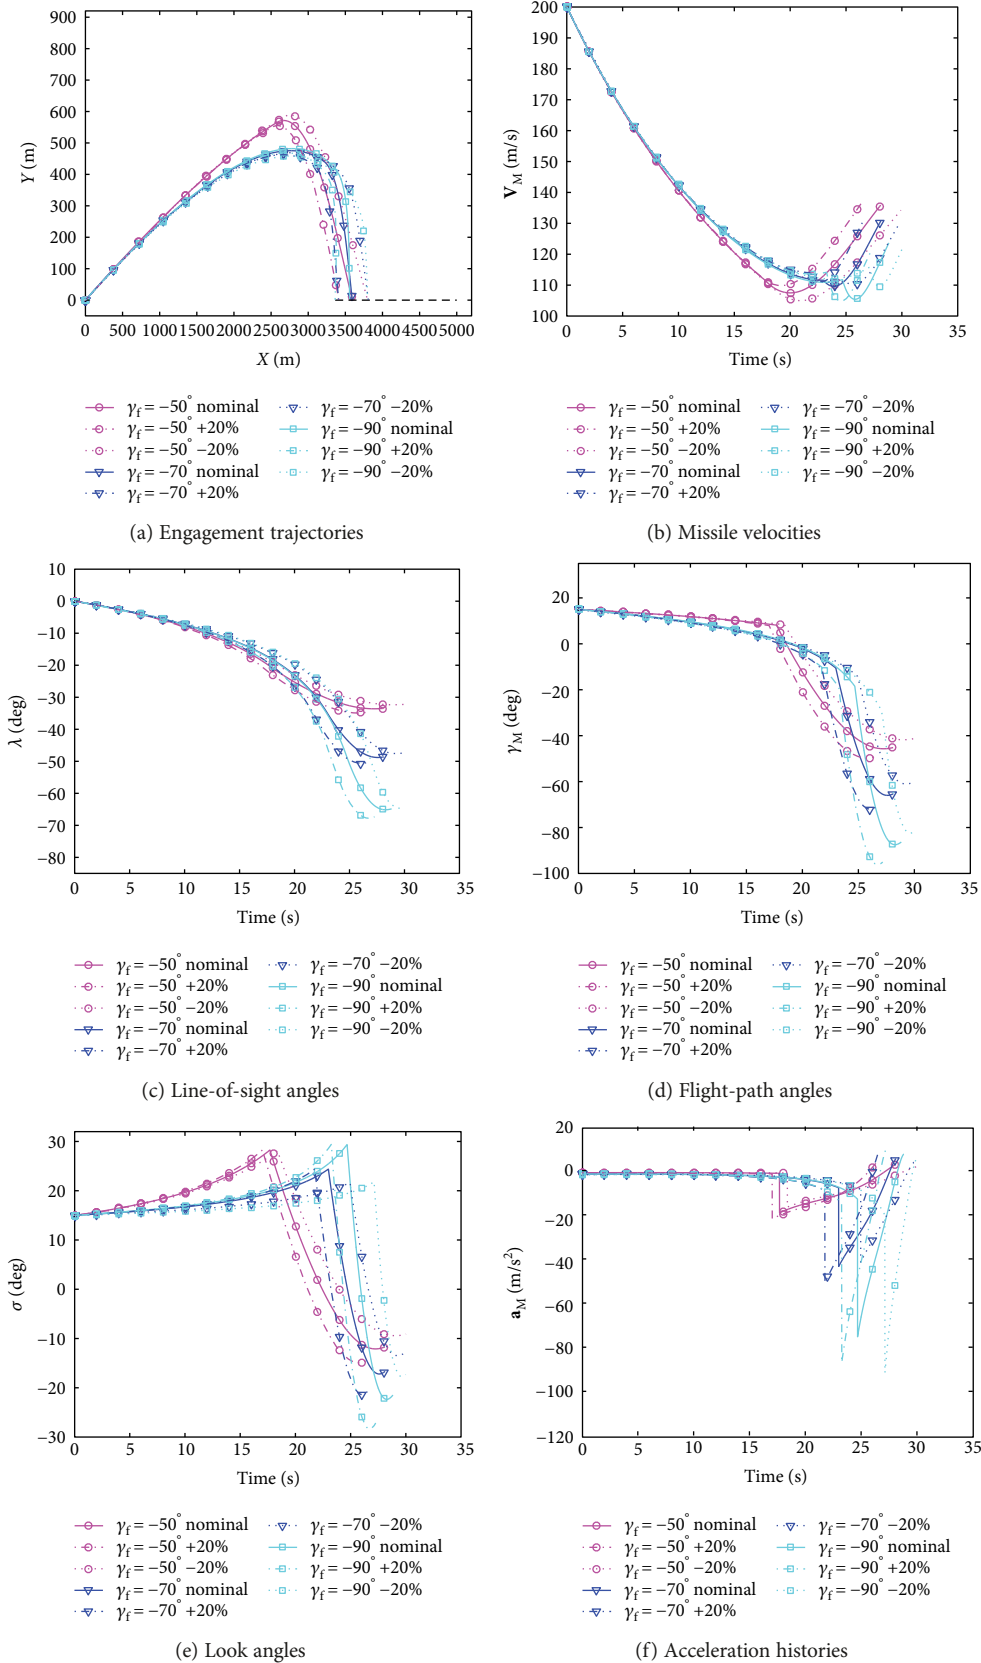 900
800
700
600
500
400
300
200
100
0
Y (m)
0 500 1000 1500 2000 2500 3000 3500 4000 4500 5000
X (m)
γf = −50° nominal
γf = −50° +20%
γf = −50° −20%
γf = −70° nominal
γf = −70° +20%
γf = −70° −20%
γf = −90° nominal
γf = −90° +20%
γf = −90° −20%
(a) Engagement trajectories
200
190
180
170
160
150
140
130
120
110
100
VM (m/s)
0 5 10 15 20 25 30 35
Time (s)
γf = −50° nominal
γf = −50° +20%
γf = −50° −20%
γf = −70° nominal
γf = −70° +20%
γf = −70° −20%
γf = −90° nominal
γf = −90° +20%
γf = −90° −20%
(b) Missile velocities
10
0
−10
−20
−30
−40
−50
−60
−70
−80
λ (deg)
0 5 10 15 20 25 30 35
Time (s)
γf = −50° nominal
γf = −50° +20%
γf = −50° −20%
γf = −70° nominal
γf = −70° +20%
γf = −70° −20%
γf = −90° nominal
γf = −90° +20%
γf = −90° −20%
(c) Line-of-sight angles
20
0
−20
−40
−60
−80
−100
γM (deg)
0 5 10 15 20 25 30 35
Time (s)
γf = −50° nominal
γf = −50° +20%
γf = −50° −20%
γf = −70° nominal
γf = −70° +20%
γf = −70° −20%
γf = −90° nominal
γf = −90° +20%
γf = −90° −20%
(d) Flight-path angles
30
20
10
0
−10
−20
−30
σ (deg)
0 5 10 15 20 25 30 35
Time (s)
γf = −50° nominal
γf = −50° +20%
γf = −50° −20%
γf = −70° nominal
γf = −70° +20%
γf = −70° −20%
γf = −90° nominal
γf = −90° +20%
γf = −90° −20%
(e) Look angles
20
0
−20
−40
−60
−80
−100
−120
aM (m/s²)
0 5 10 15 20 25 30 35
Time (s)
γf = −50° nominal
γf = −50° +20%
γf = −50° −20%
γf = −70° nominal
γf = −70° +20%
γf = −70° −20%
γf = −90° nominal
γf = −90° +20%
γf = −90° −20%
(f) Acceleration histories